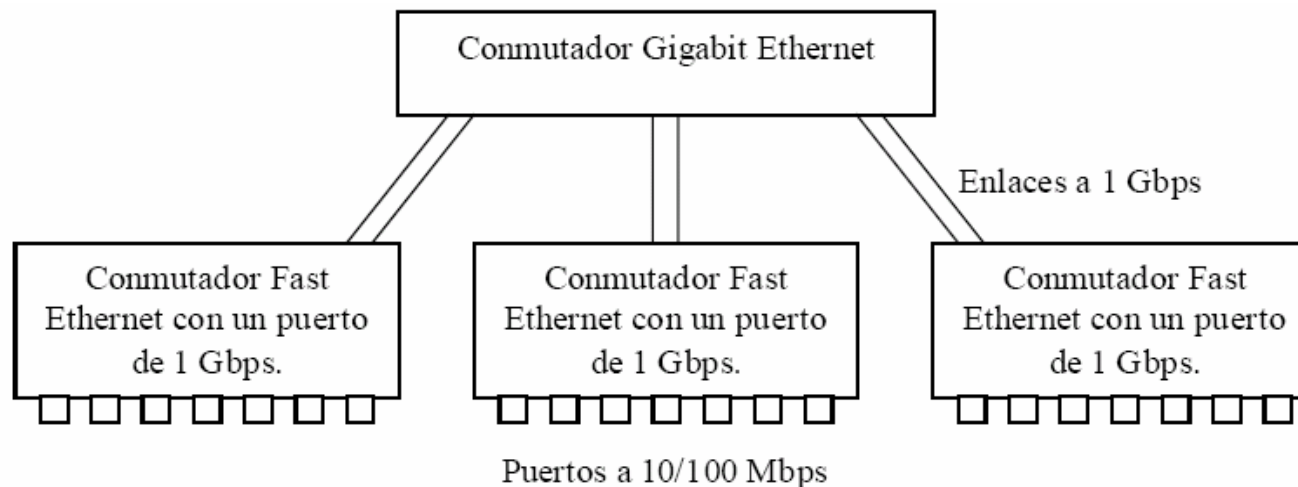 Conmutador Gigabit Ethernet
Enlaces a 1 Gbps
Conmutador Fast
Ethernet con un puerto
de 1 Gbps.
Conmutador Fast
Ethernet con un puerto
de 1 Gbps.
Conmutador Fast
Ethernet con un puerto
de 1 Gbps.
Puertos a 10/100 Mbps